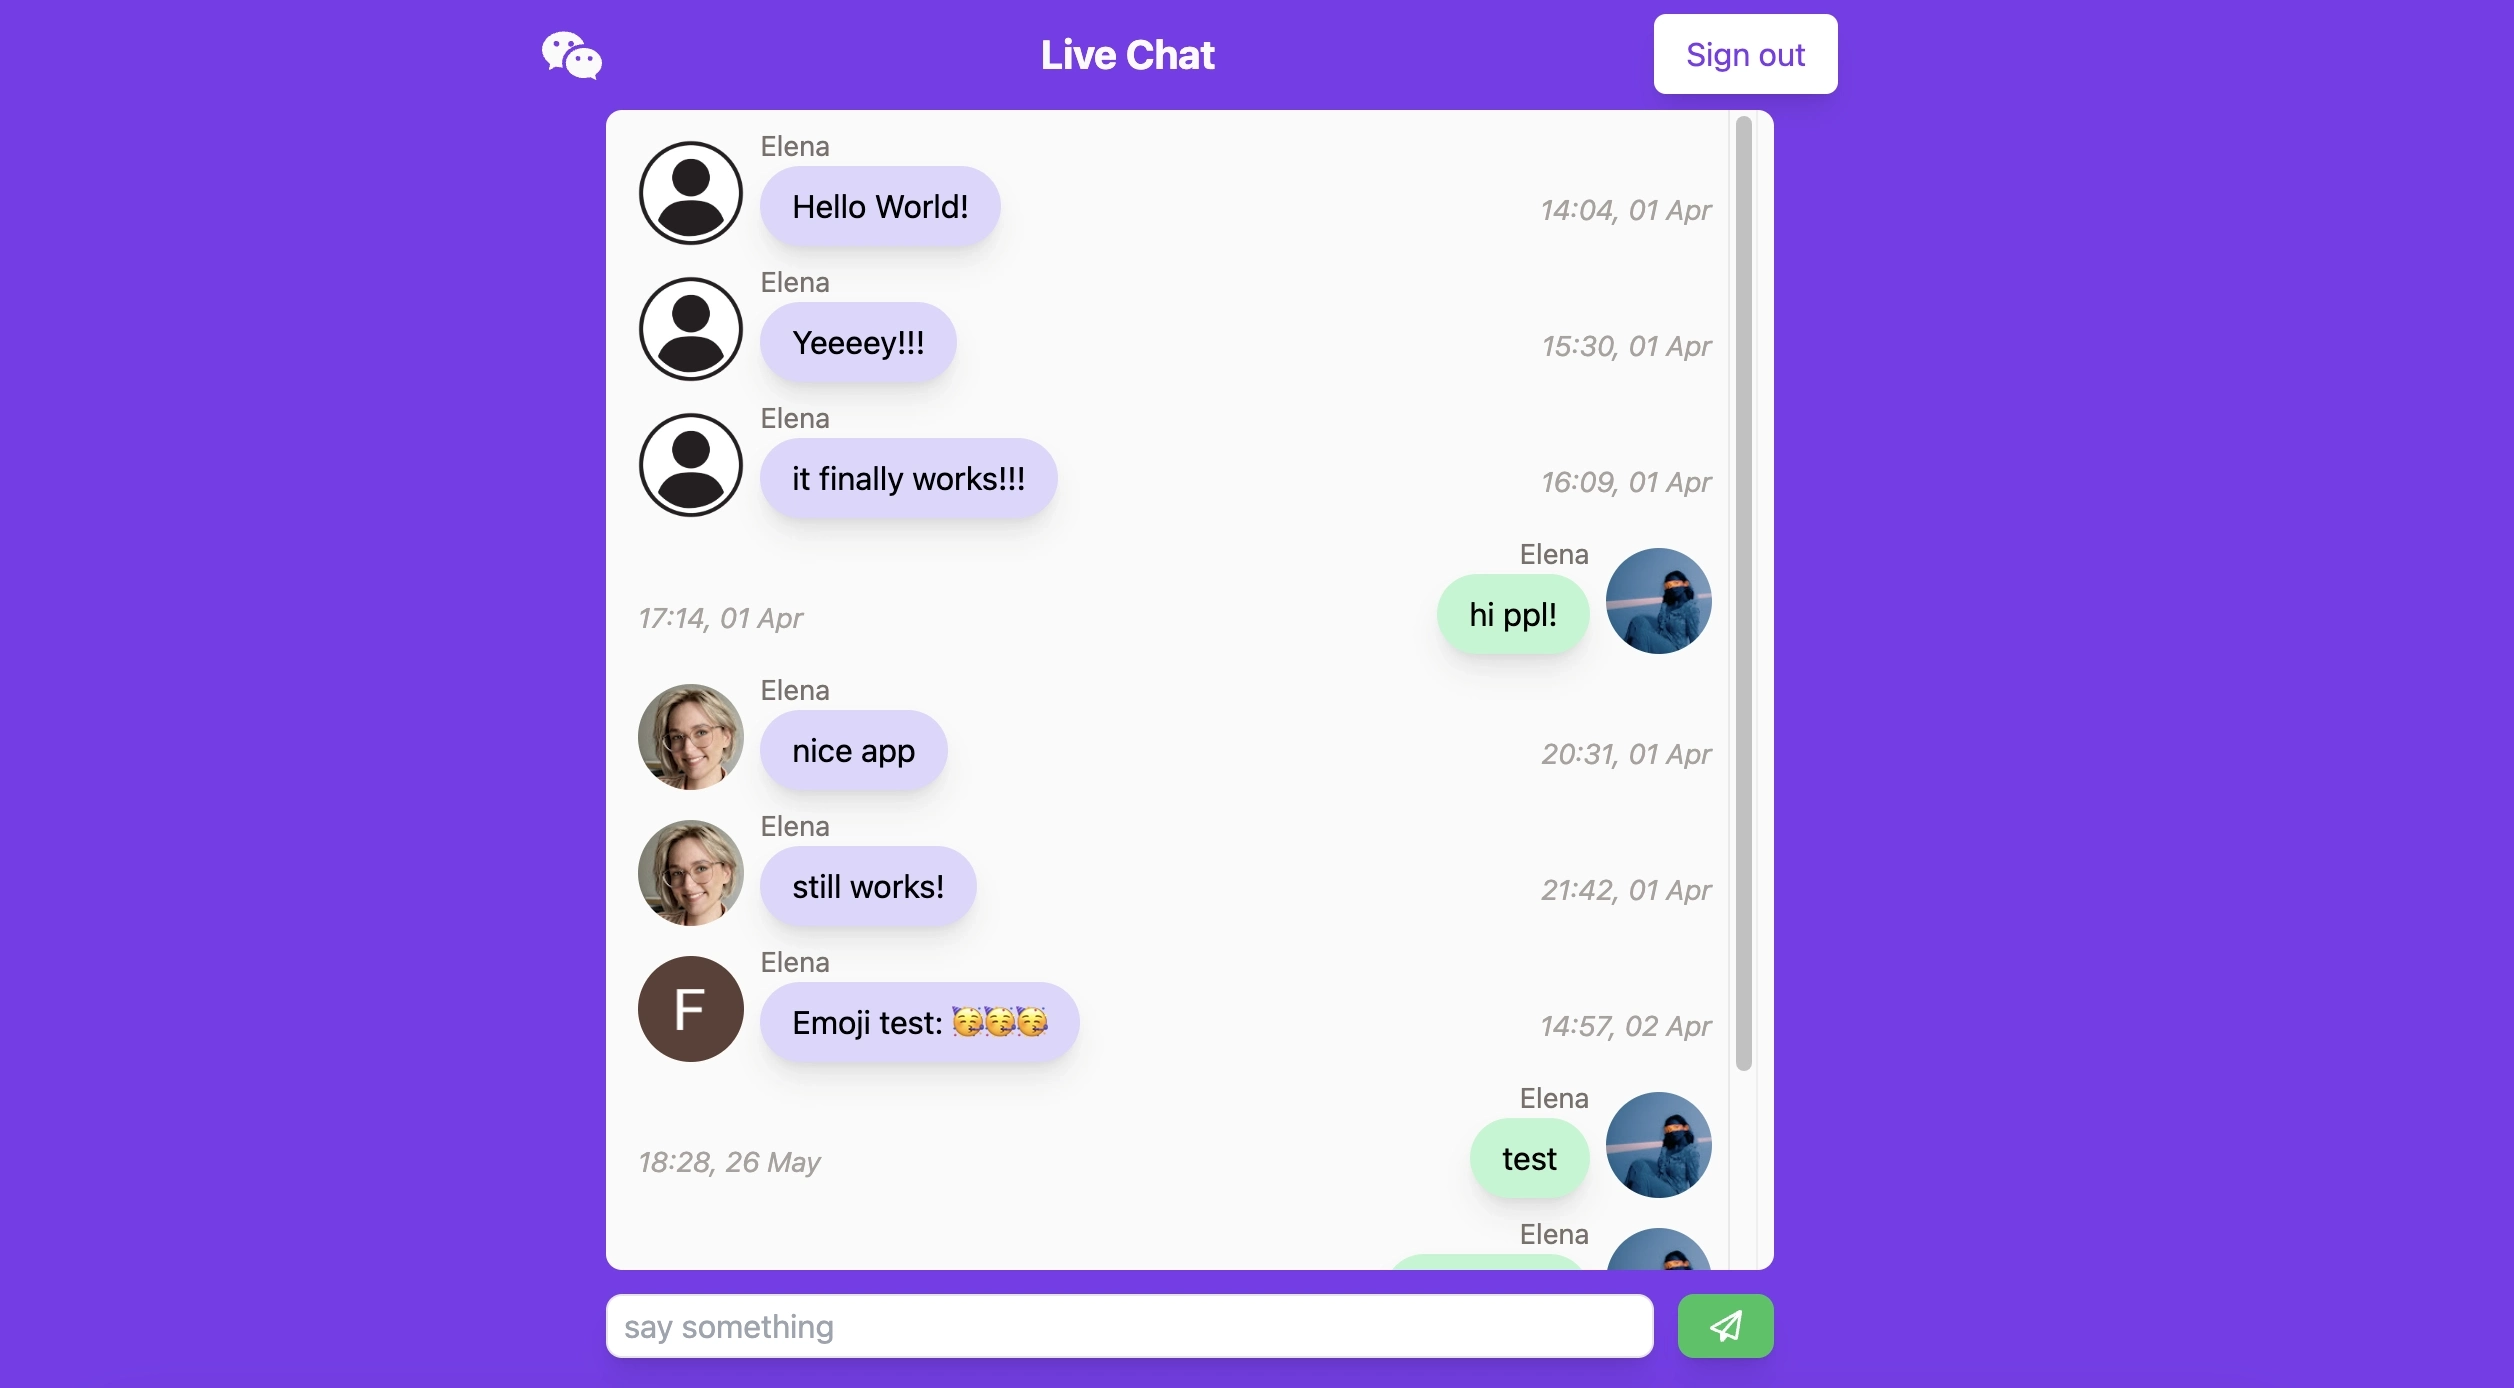 Live Chat
Sign out
Elena
Hello World!
14:04, 01 Apr
Elena
Yeeeey!!!
15:30, 01 Apr
Elena
it finally works!!!
16:09, 01 Apr
Elena
hi ppl!
17:14, 01 Apr
Elena
nice app
20:31, 01 Apr
Elena
still works!
21:42, 01 Apr
F
Elena
Emoji test: 🥳🥳🥳
14:57, 02 Apr
Elena
test
18:28, 26 May
Elena
say something